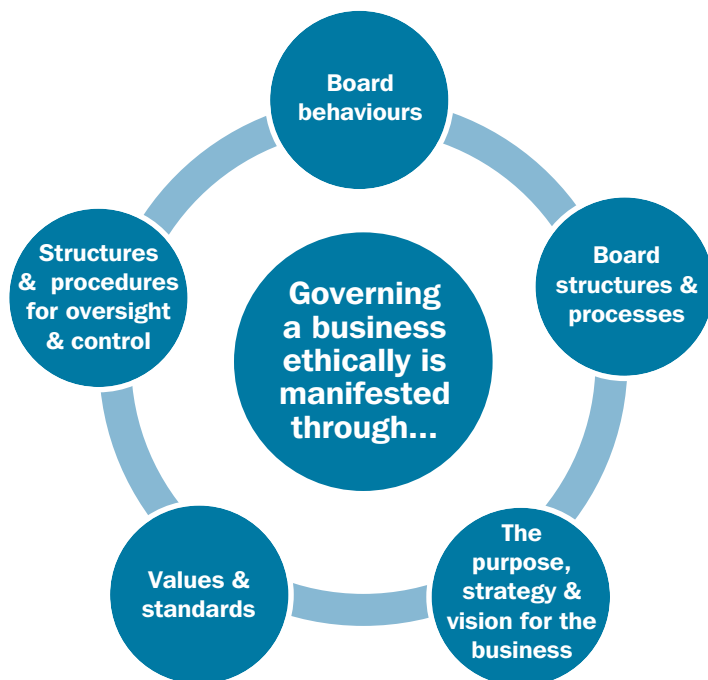 Board
behaviours
Board
structures &
processes
The
purpose,
strategy &
vision for the
business
Values &
standards
Structures
& procedures
for oversight
& control
Governing
a business
ethically is
manifested
through...